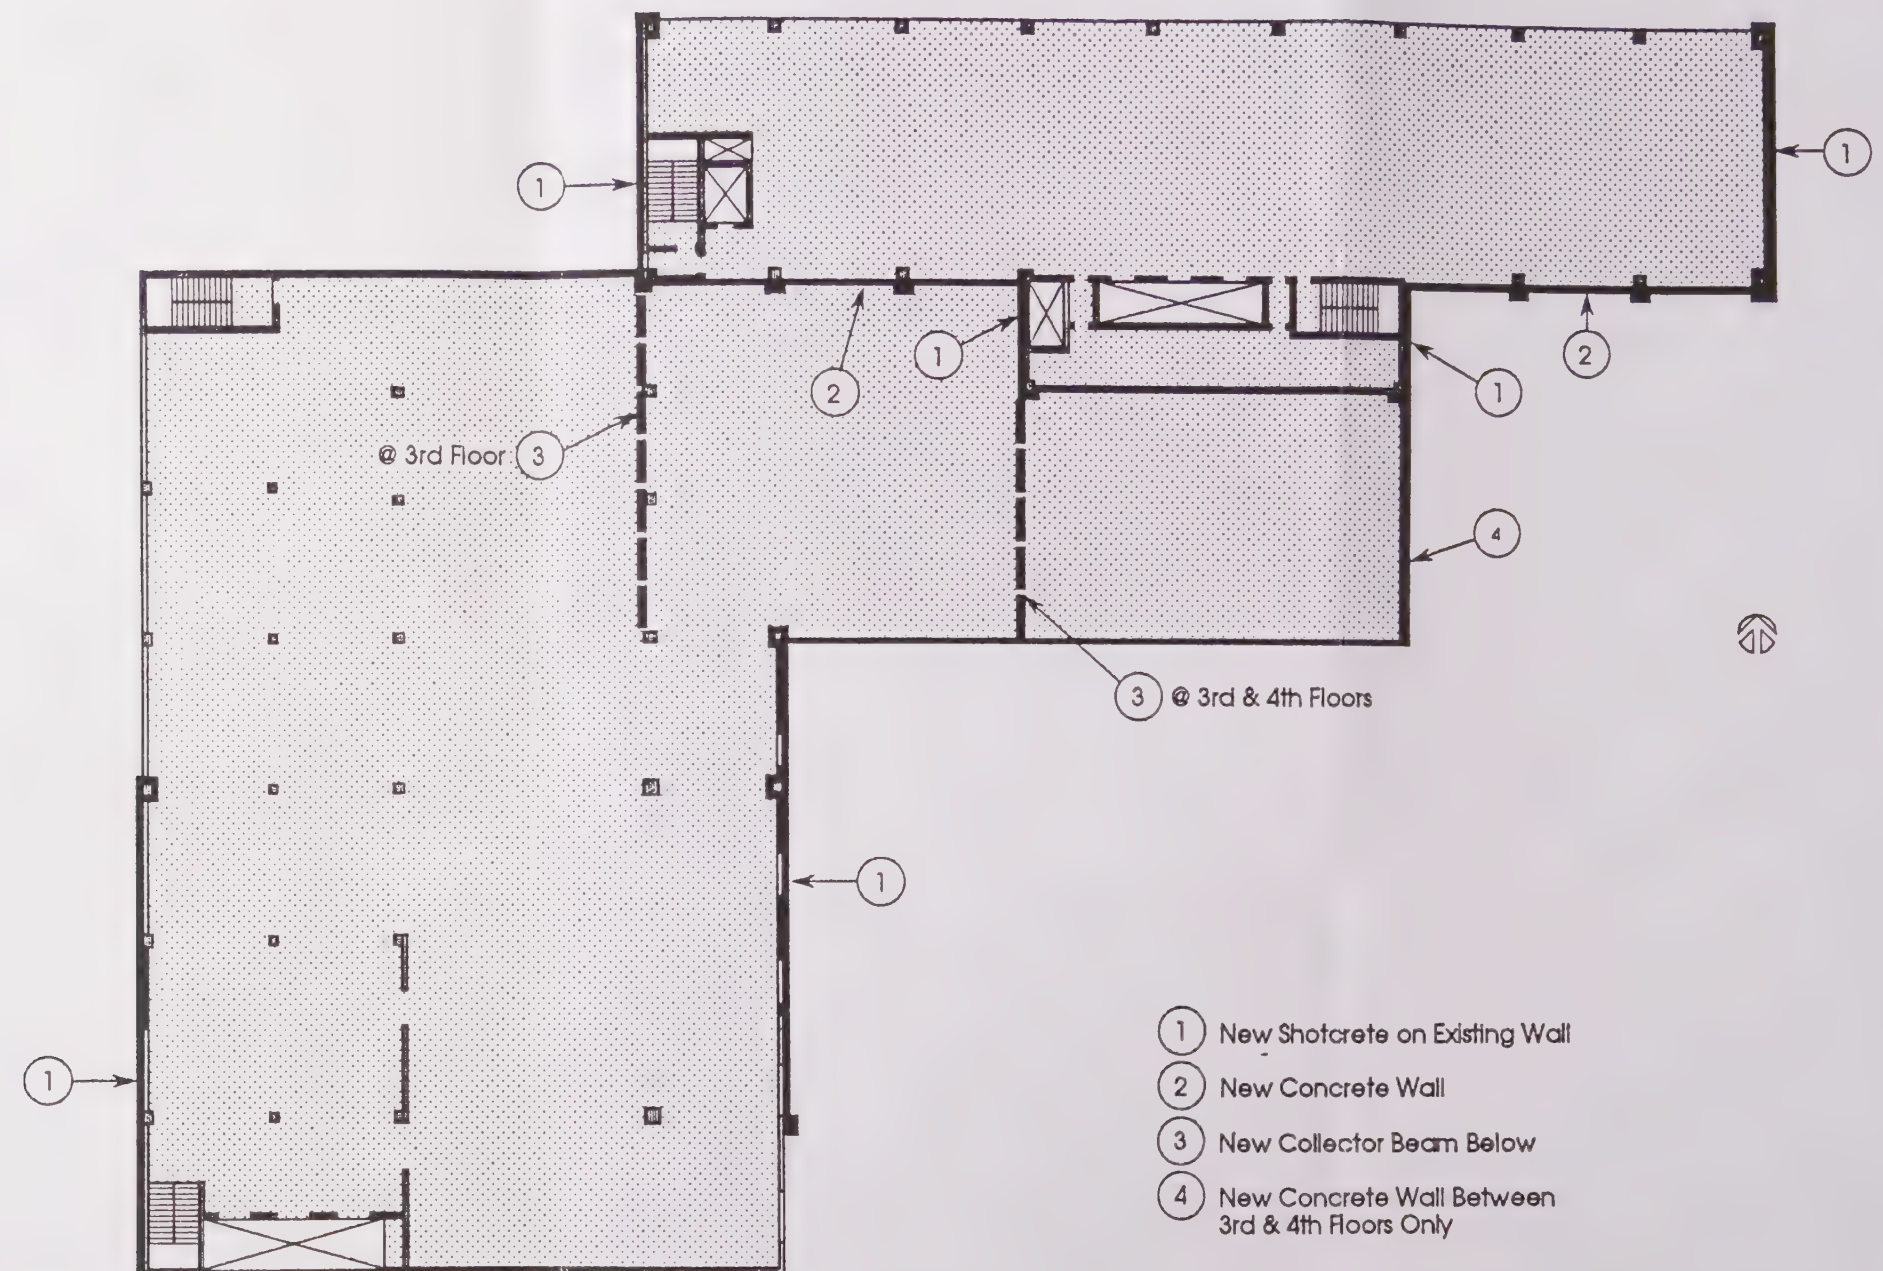 1
1
1
2
1
1
2
@ 3rd Floor 3
4
3 @ 3rd & 4th Floors
1
1
1 New Shotcrete on Existing Wall
2 New Concrete Wall
3 New Collector Beam Below
4 New Concrete Wall Between
3rd & 4th Floors Only